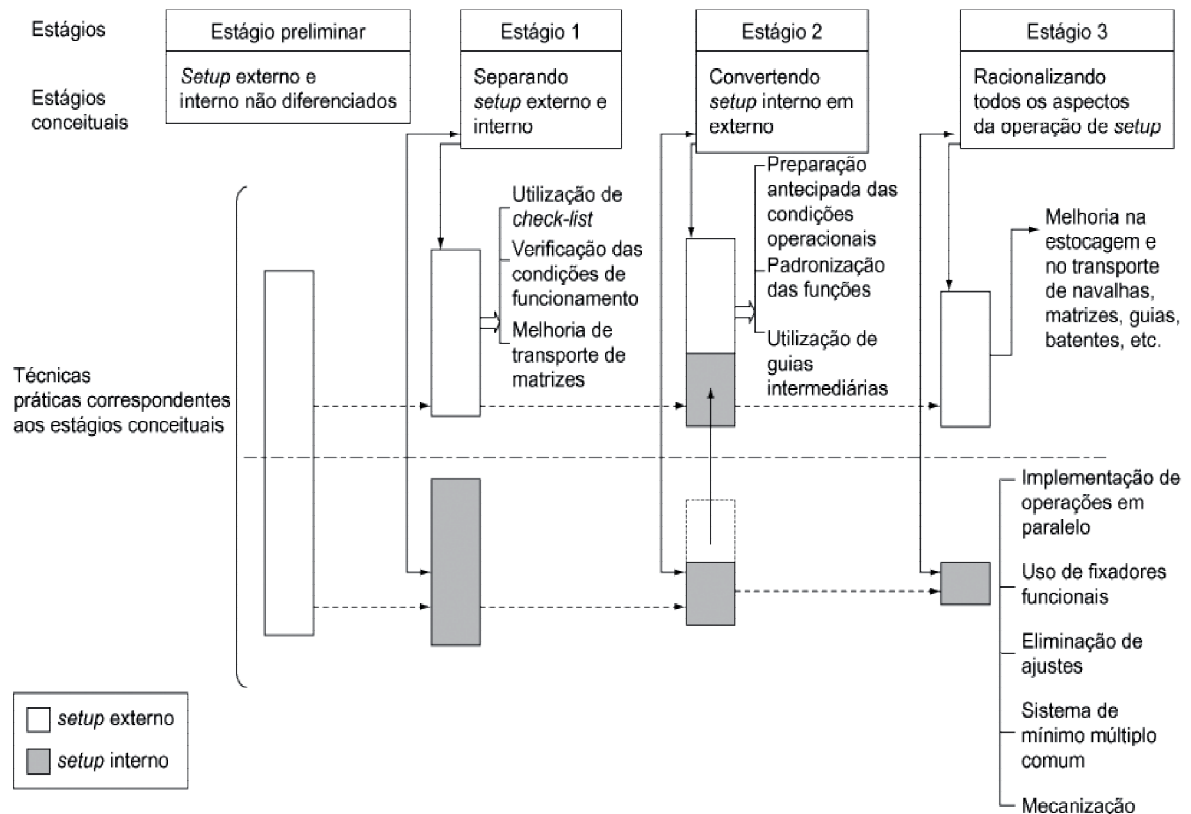 Estágios
Estágio preliminar
Estágio 1
Estágio 2
Estágio 3
Estágios
conceituais
Setup externo e
interno não diferenciados
Separando
setup externo e
interno
Convertendo
setup interno em
externo
Racionalizando
todos os aspectos
da operação de setup
Utilização de
check-list
Verificação das
condições de
funcionamento
Melhoria de
transporte de
matrizes
Preparação
antecipada das
condições
operacionais
Padronização
das funções
Utilização de
guias
intermediárias
Melhoria na
estocagem e
no transporte
de navalhas,
matrizes, guias,
batentes, etc.
Técnicas
práticas correspondentes
aos estágios conceituais
Implementação de
operações em
paralelo
Uso de fixadores
funcionais
Eliminação de
ajustes
Sistema de
mínimo múltiplo
comum
Mecanização
setup externo
setup interno